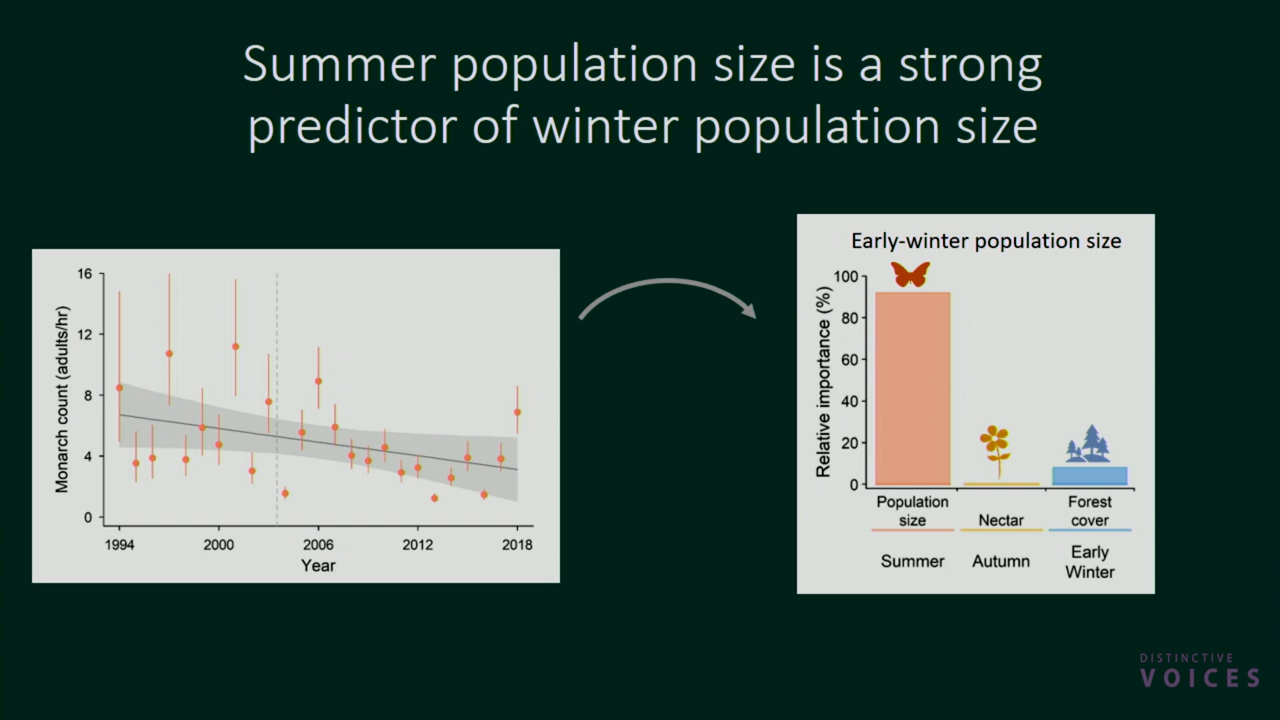 Summer population size is a strong
predictor of winter population size
Monarch count (adults/hr)
16
12
8
4
0
1994
2000
2006
2012
2018
Year
Early-winter population size
Relative importance (%)
100
80
60
40
20
0
Population
size
Nectar
Forest
cover
Summer
Autumn
Early
Winter
DISTINCTIVE
VOICES